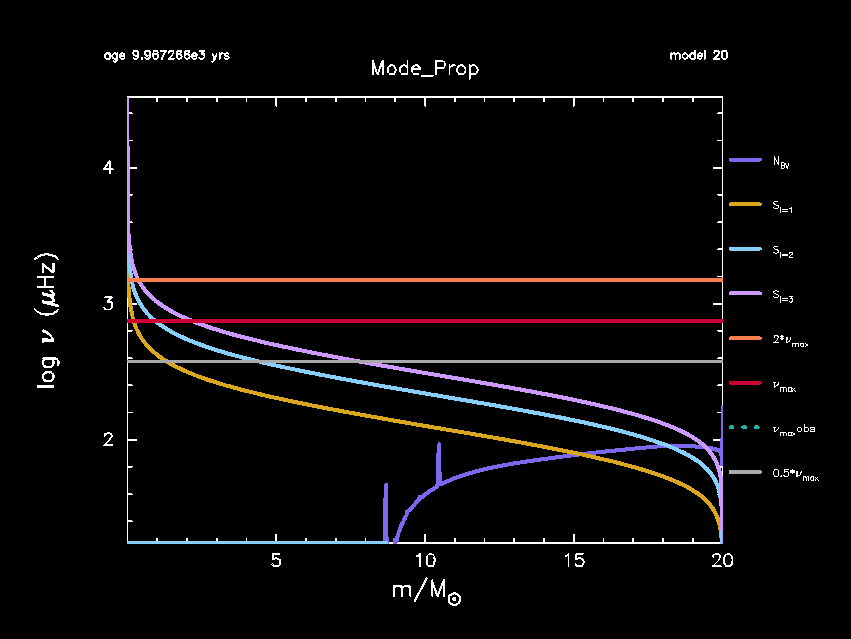 age 9.967266e3 yrs
model 20
Mode_Prop
log ν (μHz)
4
3
2
5
10
15
20
m/M☉
N_BV
S_l=1
S_l=2
S_l=3
2*ν_max
ν_max
ν_max obs
0.5*ν_max